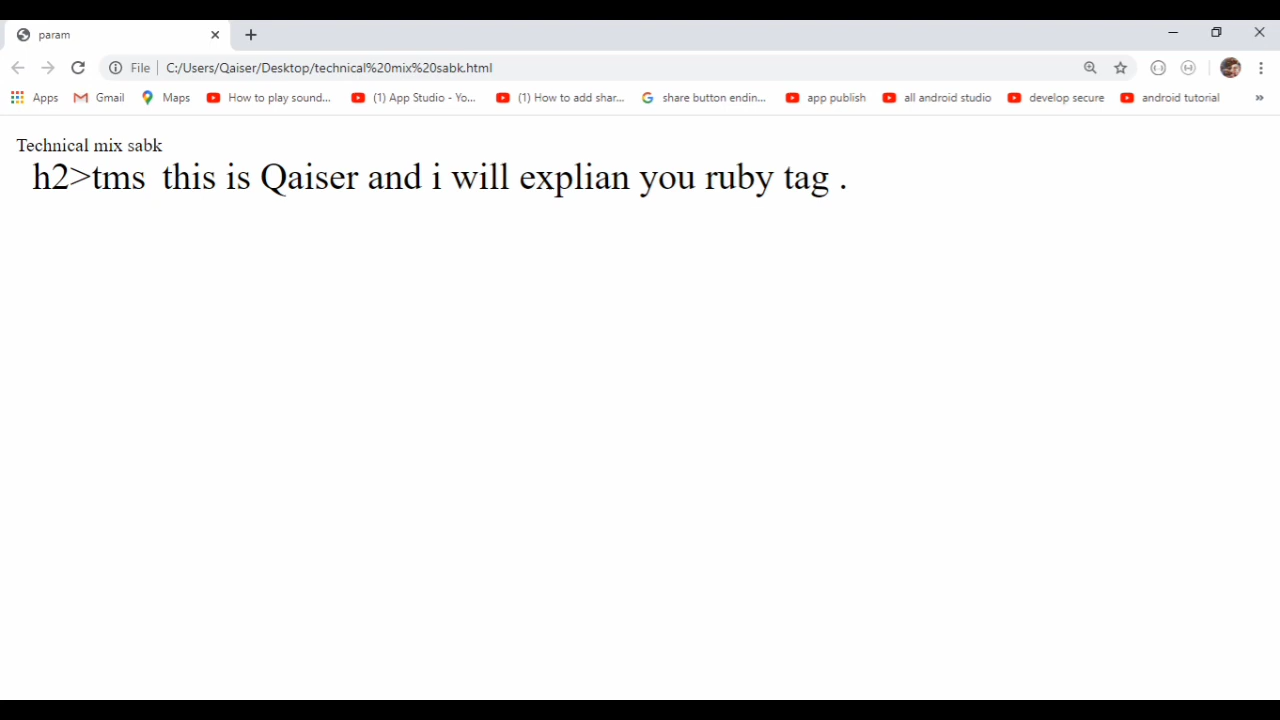 param
File C:/Users/Qaiser/Desktop/technical%20mix%20sabk.html
Apps Gmail Maps How to play sound... (1) App Studio - Yo... (1) How to add shar... share button endin... app publish all android studio develop secure android tutorial »
Technical mix sabk
h2>tms this is Qaiser and i will explian you ruby tag .